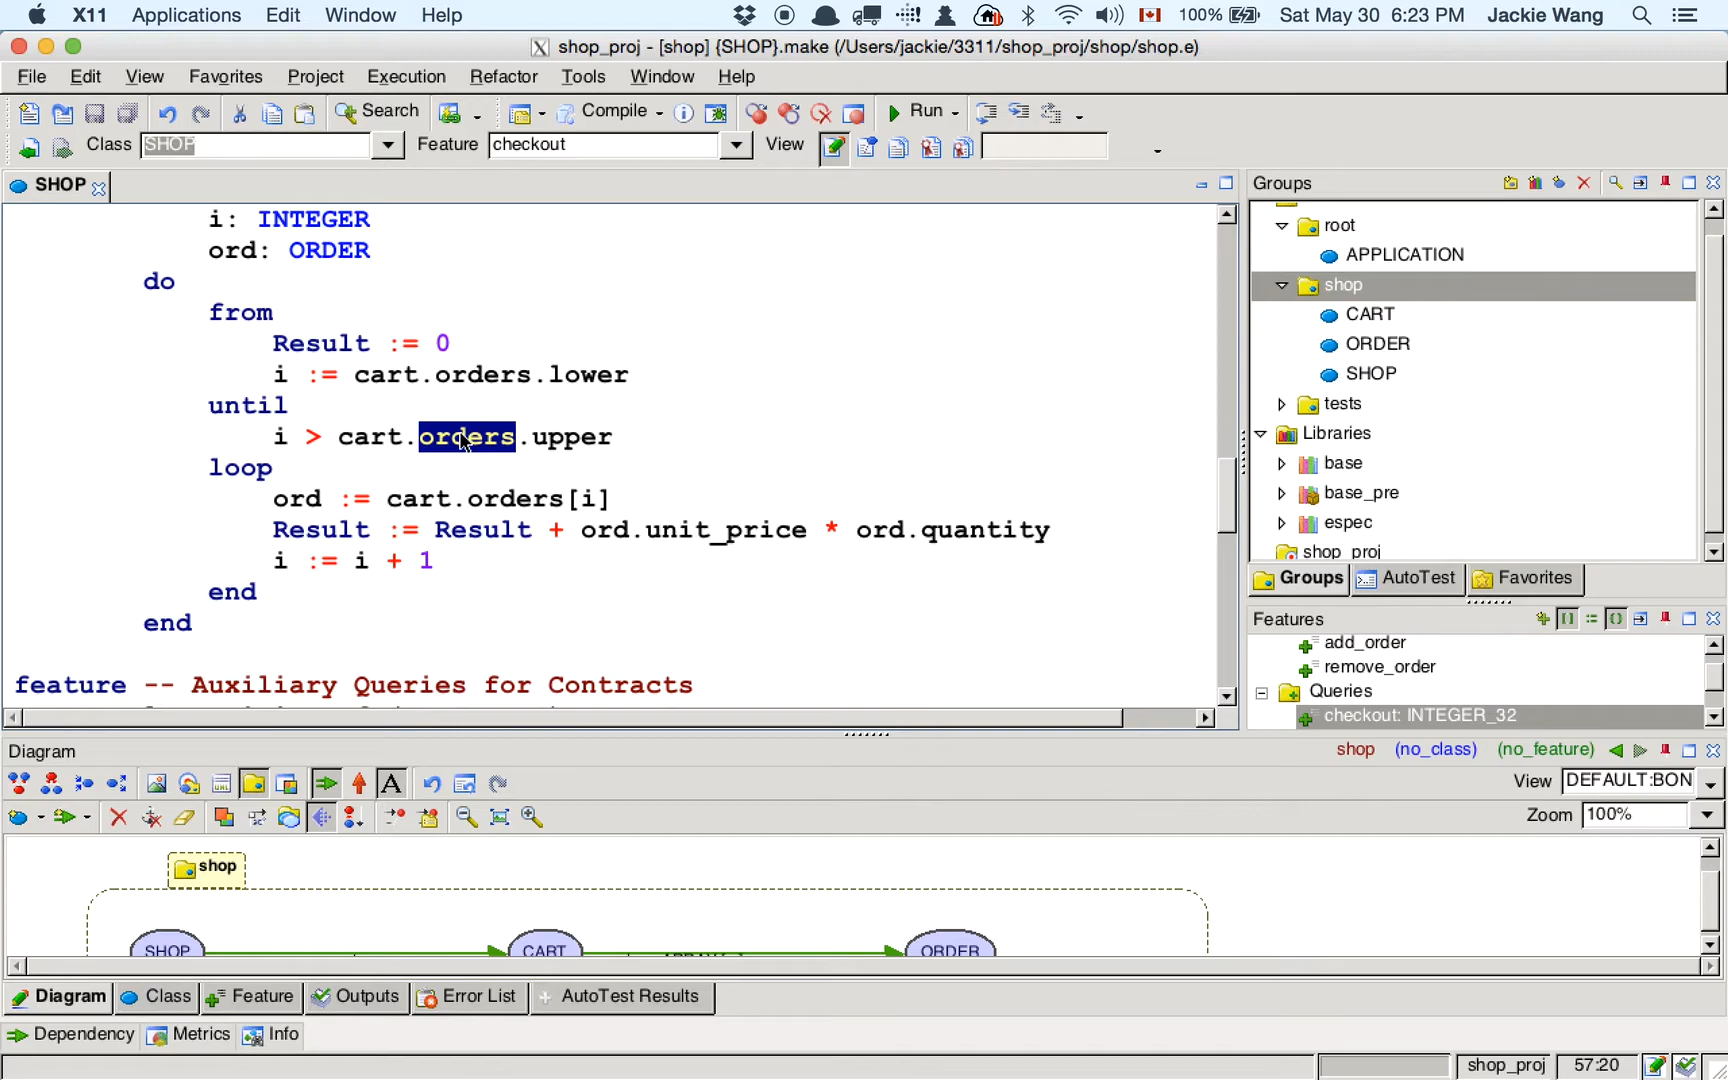 X11 Applications Edit Window Help 100% Sat May 30 6:23 PM Jackie Wang
shop_proj - [shop] {SHOP}.make (/Users/jackie/3311/shop_proj/shop/shop.e)
File Edit View Favorites Project Execution Refactor Tools Window Help
Search Compile Run
Class SHOP Feature checkout View
SHOP
i: INTEGER
ord: ORDER
do
from
Result := 0
i := cart.orders.lower
until
i > cart.orders.upper
loop
ord := cart.orders[i]
Result := Result + ord.unit_price * ord.quantity
i := i + 1
end
end
feature -- Auxiliary Queries for Contracts
Groups
root
APPLICATION
shop
CART
ORDER
SHOP
tests
Libraries
base
base_pre
espec
shop_proj
Groups AutoTest Favorites
Features
add_order
remove_order
Queries
checkout: INTEGER_32
Diagram shop (no_class) (no_feature)
View DEFAULT:BON
Zoom 100%
shop
SHOP CART ORDER
Diagram Class Feature Outputs Error List AutoTest Results
Dependency Metrics Info
shop_proj 57:20